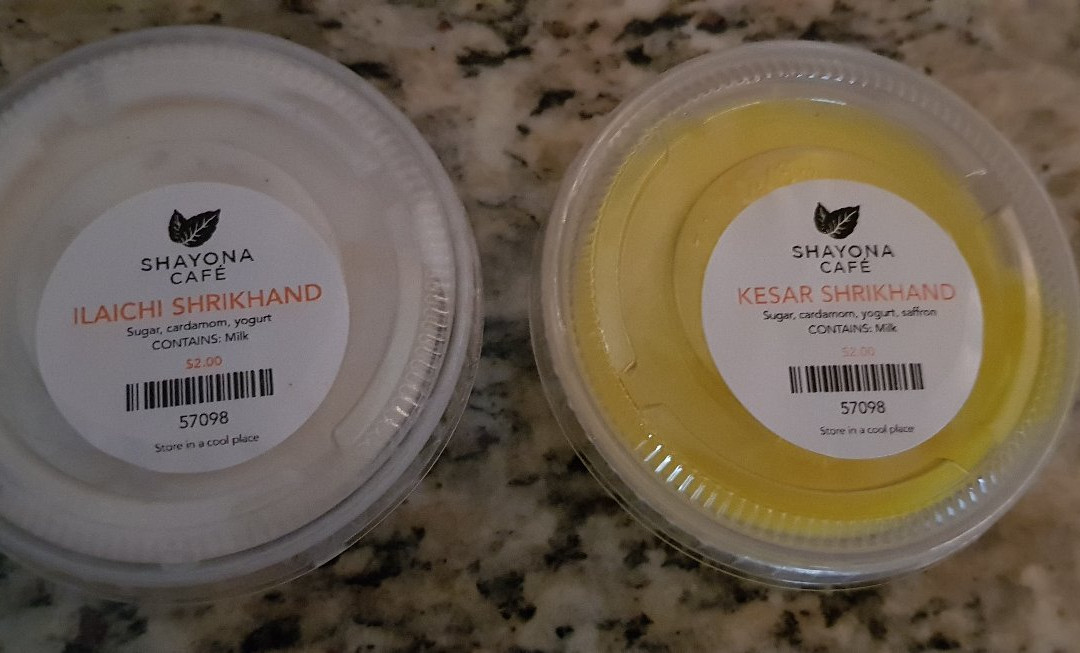 SHAYONA
CAFÉ
ILAICHI SHRIKHAND
Sugar, cardamom, yogurt
CONTAINS: Milk
$2.00
57098
Store in a cool place
SHAYONA
CAFÉ
KESAR SHRIKHAND
Sugar, cardamom, yogurt, saffron
CONTAINS: Milk
$2.00
57098
Store in a cool place